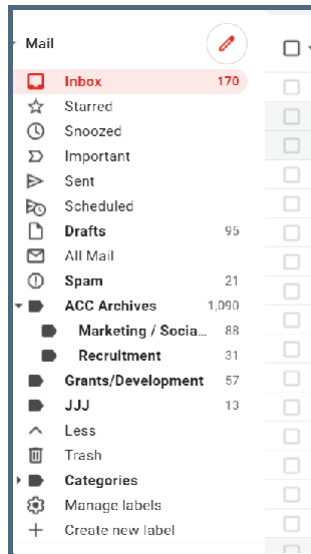 Mail
Inbox 170
Starred
Snoozed
Important
Sent
Scheduled
Drafts 95
All Mail
Spam 21
ACC Archives 1,090
Marketing / Socia... 88
Recruitment 31
Grants/Development 57
JJJ 13
Less
Trash
Categories
Manage labels
Create new label